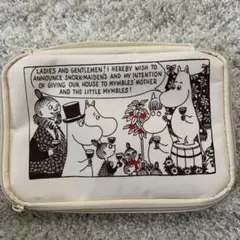 LADIES AND GENTLEMEN! I HEREBY WISH TO
ANNOUNCE SNORK-MAIDEN'S AND MY INTENTION
OF GIVING OUR HOUSE TO MYMBLES' MOTHER
AND THE LITTLE MYMBLES!